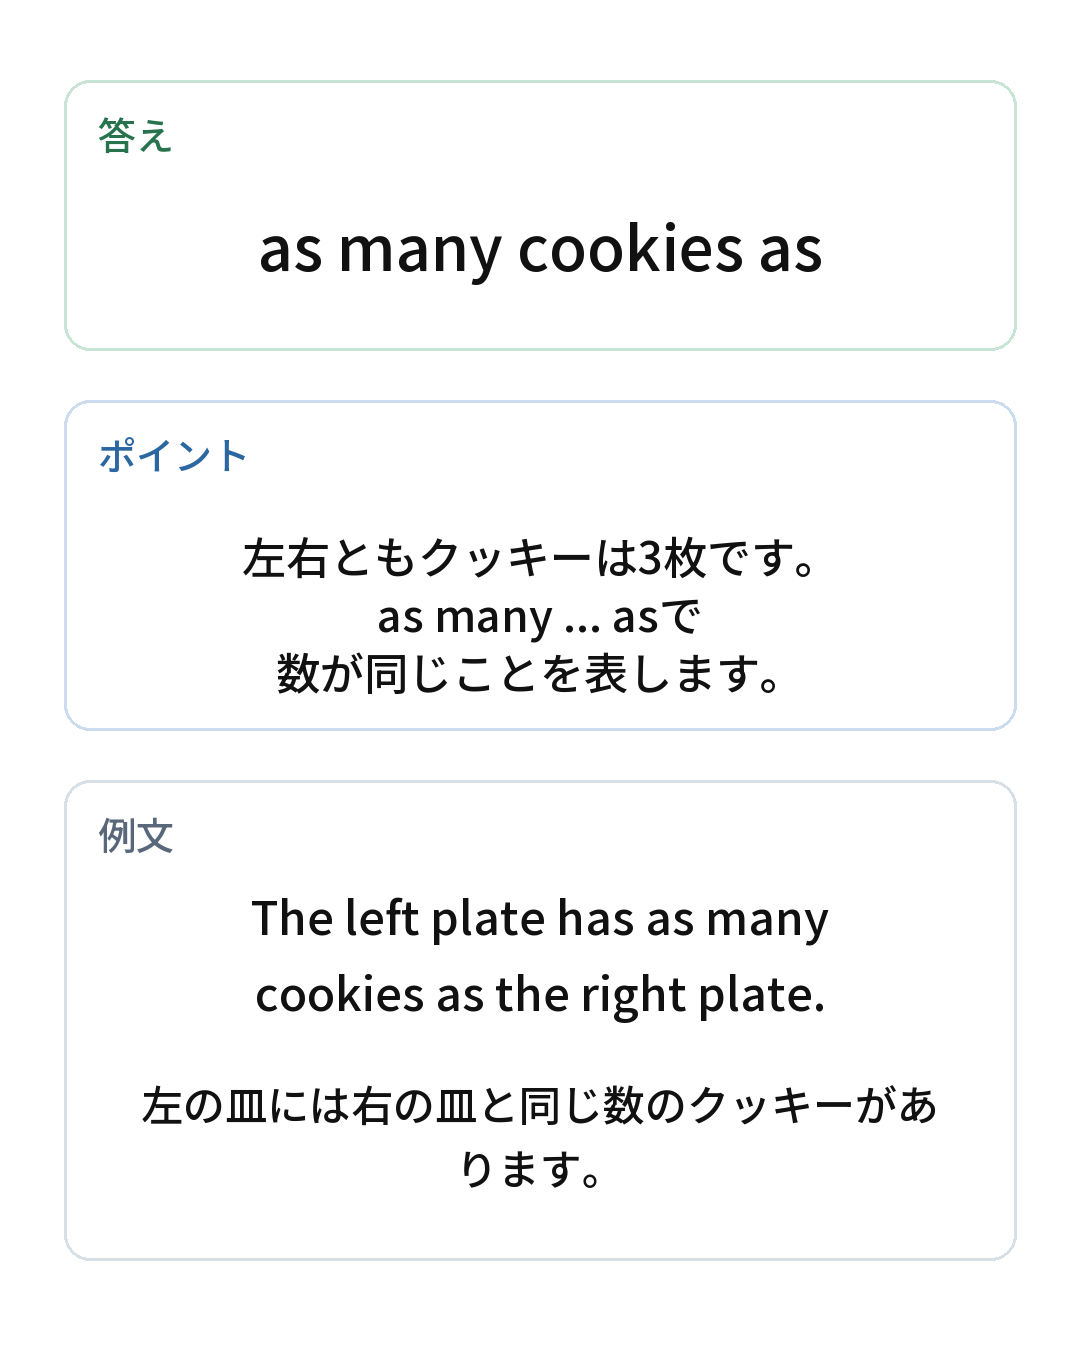 答え
as many cookies as
ポイント
左右ともクッキーは3枚です。
as many ... asで
数が同じことを表します。
例文
The left plate has as many
cookies as the right plate.
左の皿には右の皿と同じ数のクッキーがあ
ります。